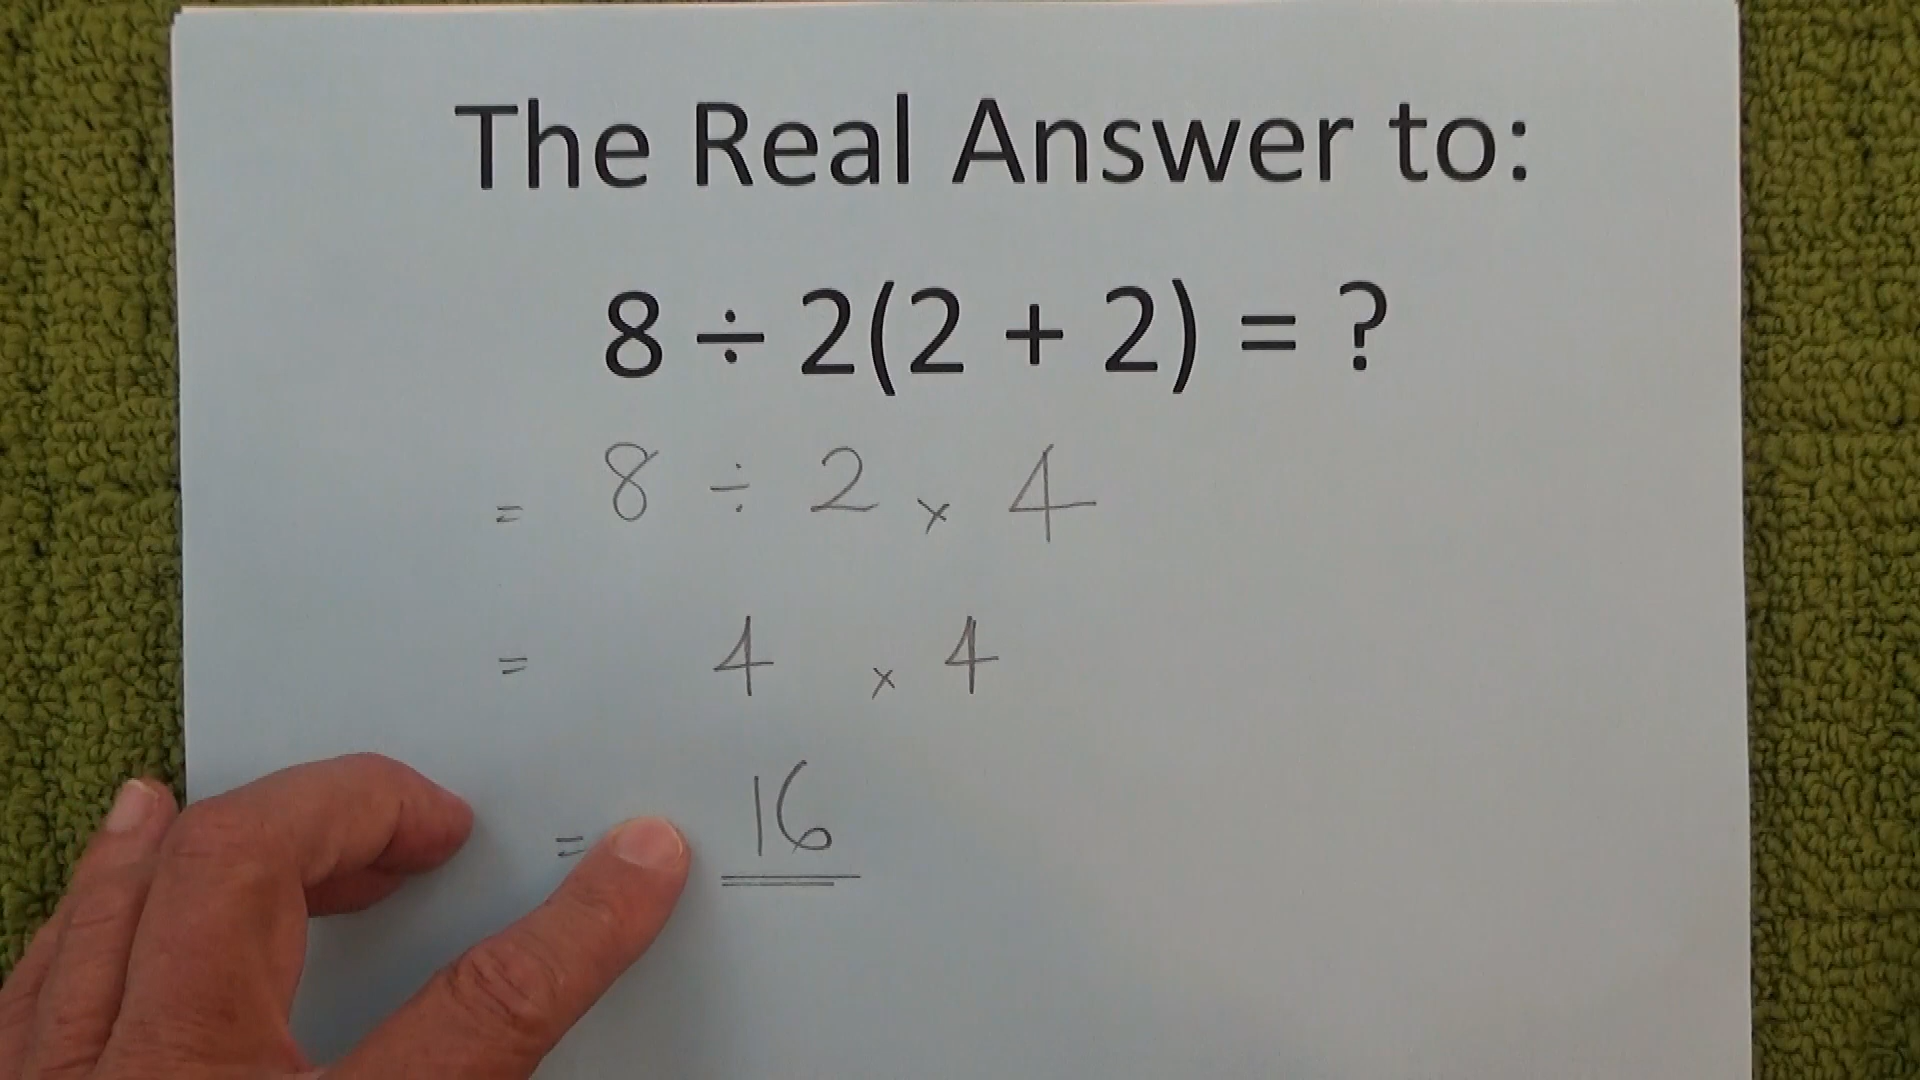 The Real Answer to:
8 ÷ 2(2 + 2) = ?
= 8 ÷ 2 × 4
= 4 × 4
= 16